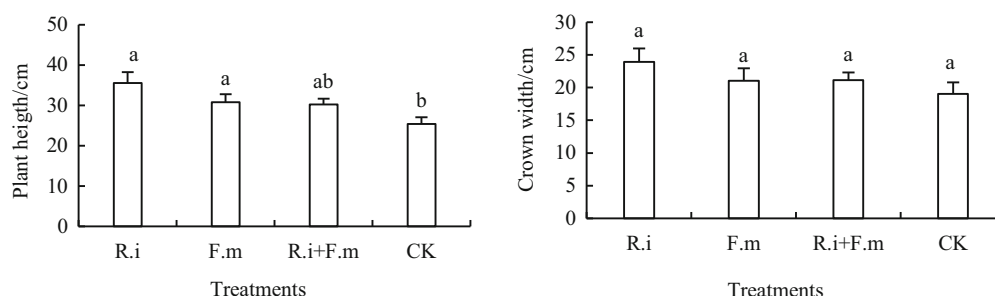 50
40
30
20
10
0
Plant heigth/cm
a
a
ab
b
R.i
F.m
R.i+F.m
CK
Treatments
30
25
20
15
10
5
0
Crown width/cm
a
a
a
a
R.i
F.m
R.i+F.m
CK
Treatments